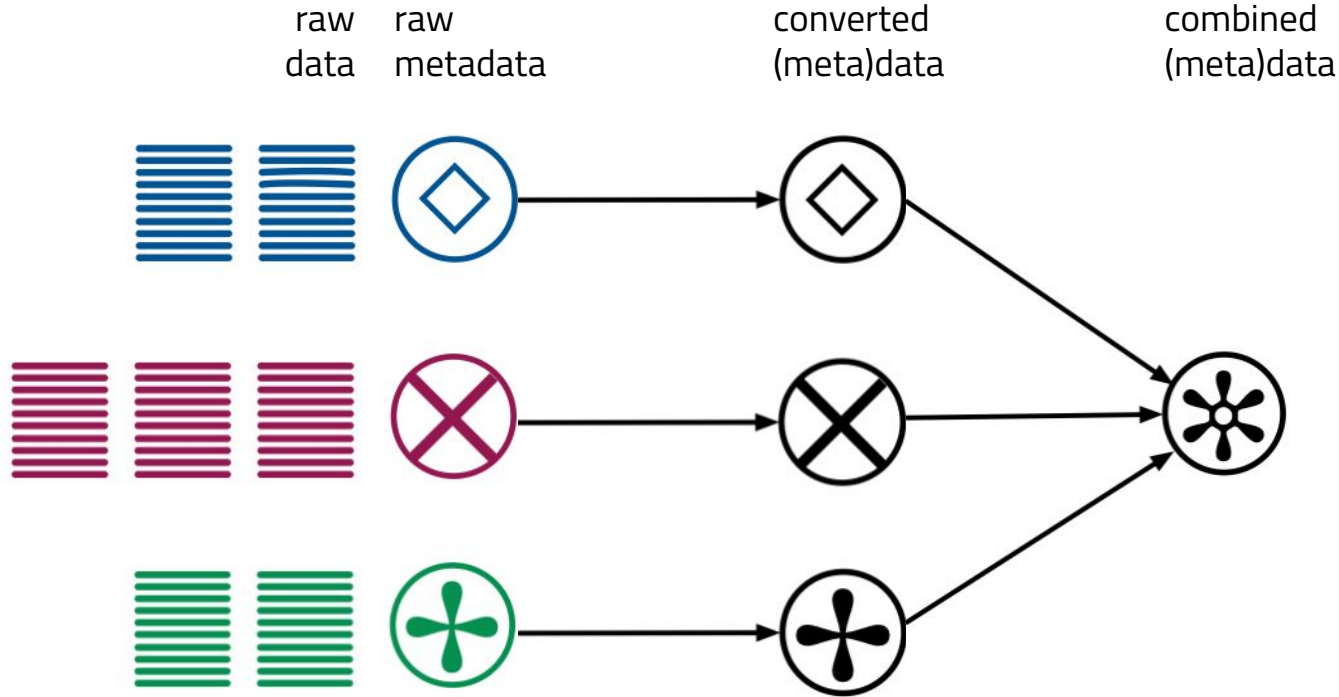 raw
data
raw
metadata
converted
(meta)data
combined
(meta)data